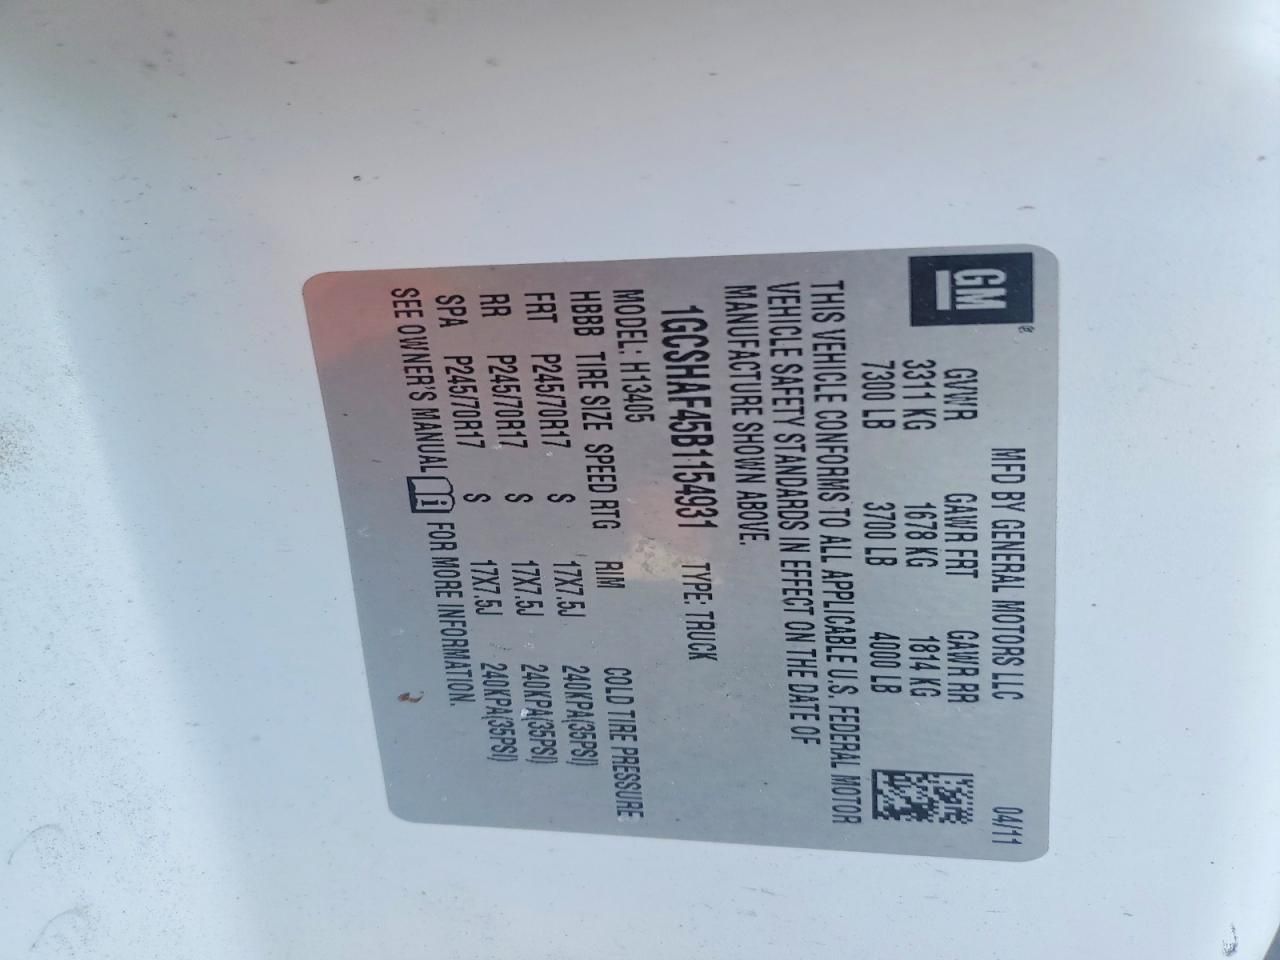 MFD BY GENERAL MOTORS LLC 04/11
GM®
GVWR GAWR FRT GAWR RR
3311 KG 1678 KG 1814 KG
7300 LB 3700 LB 4000 LB
THIS VEHICLE CONFORMS TO ALL APPLICABLE U.S. FEDERAL MOTOR
VEHICLE SAFETY STANDARDS IN EFFECT ON THE DATE OF
MANUFACTURE SHOWN ABOVE.
1GCSHAF45B1154931 TYPE: TRUCK
MODEL: H13405
HBBB TIRE SIZE SPEED RTG RIM COLD TIRE PRESSURE
FRT P245/70R17 S 17X7.5J 240KPA(35PSI)
RR P245/70R17 S 17X7.5J 240KPA(35PSI)
SPA P245/70R17 S 17X7.5J 240KPA(35PSI)
SEE OWNER'S MANUAL FOR MORE INFORMATION.